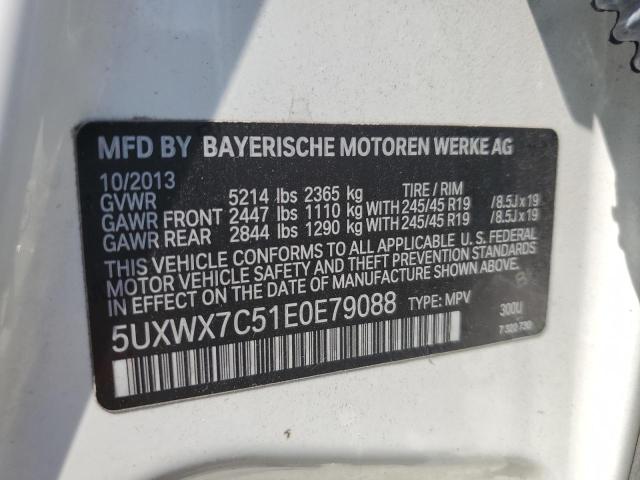 MFD BY BAYERISCHE MOTOREN WERKE AG
10/2013
GVWR 5214 lbs 2365 kg TIRE / RIM
GAWR FRONT 2447 lbs 1110 kg WITH 245/45 R19 /8.5J x 19
GAWR REAR 2844 lbs 1290 kg WITH 245/45 R19 /8.5J x 19
THIS VEHICLE CONFORMS TO ALL APPLICABLE U.S. FEDERAL
MOTOR VEHICLE SAFETY AND THEFT PREVENTION STANDARDS
IN EFFECT ON THE DATE OF MANUFACTURE SHOWN ABOVE.
5UXWX7C51E0E79088 TYPE: MPV 300U
7 320 730